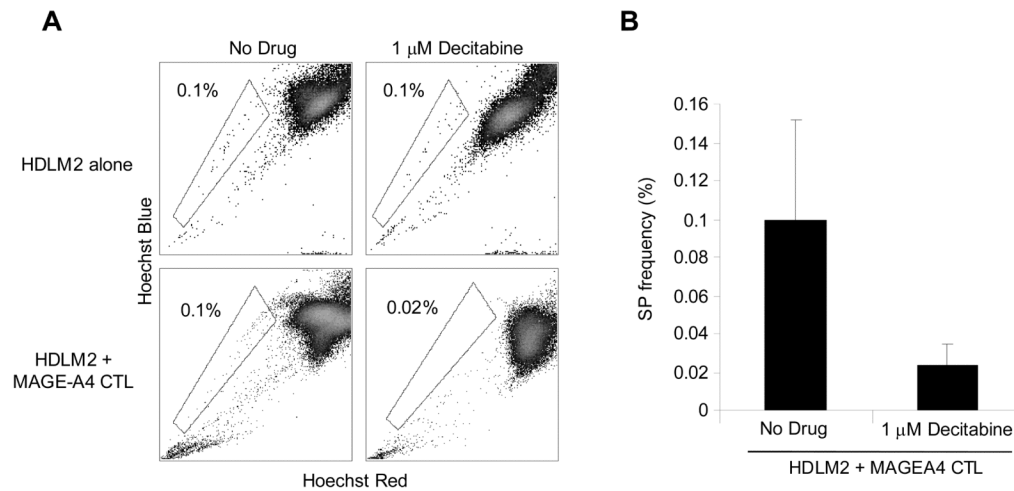 A
No Drug
1 μM Decitabine
0.1%
0.1%
HDLM2 alone
Hoechst Blue
0.1%
0.02%
HDLM2 +
MAGE-A4 CTL
Hoechst Red
B
0.16
0.14
0.12
0.1
0.08
0.06
0.04
0.02
0
SP frequency (%)
No Drug
1 μM Decitabine
HDLM2 + MAGEA4 CTL